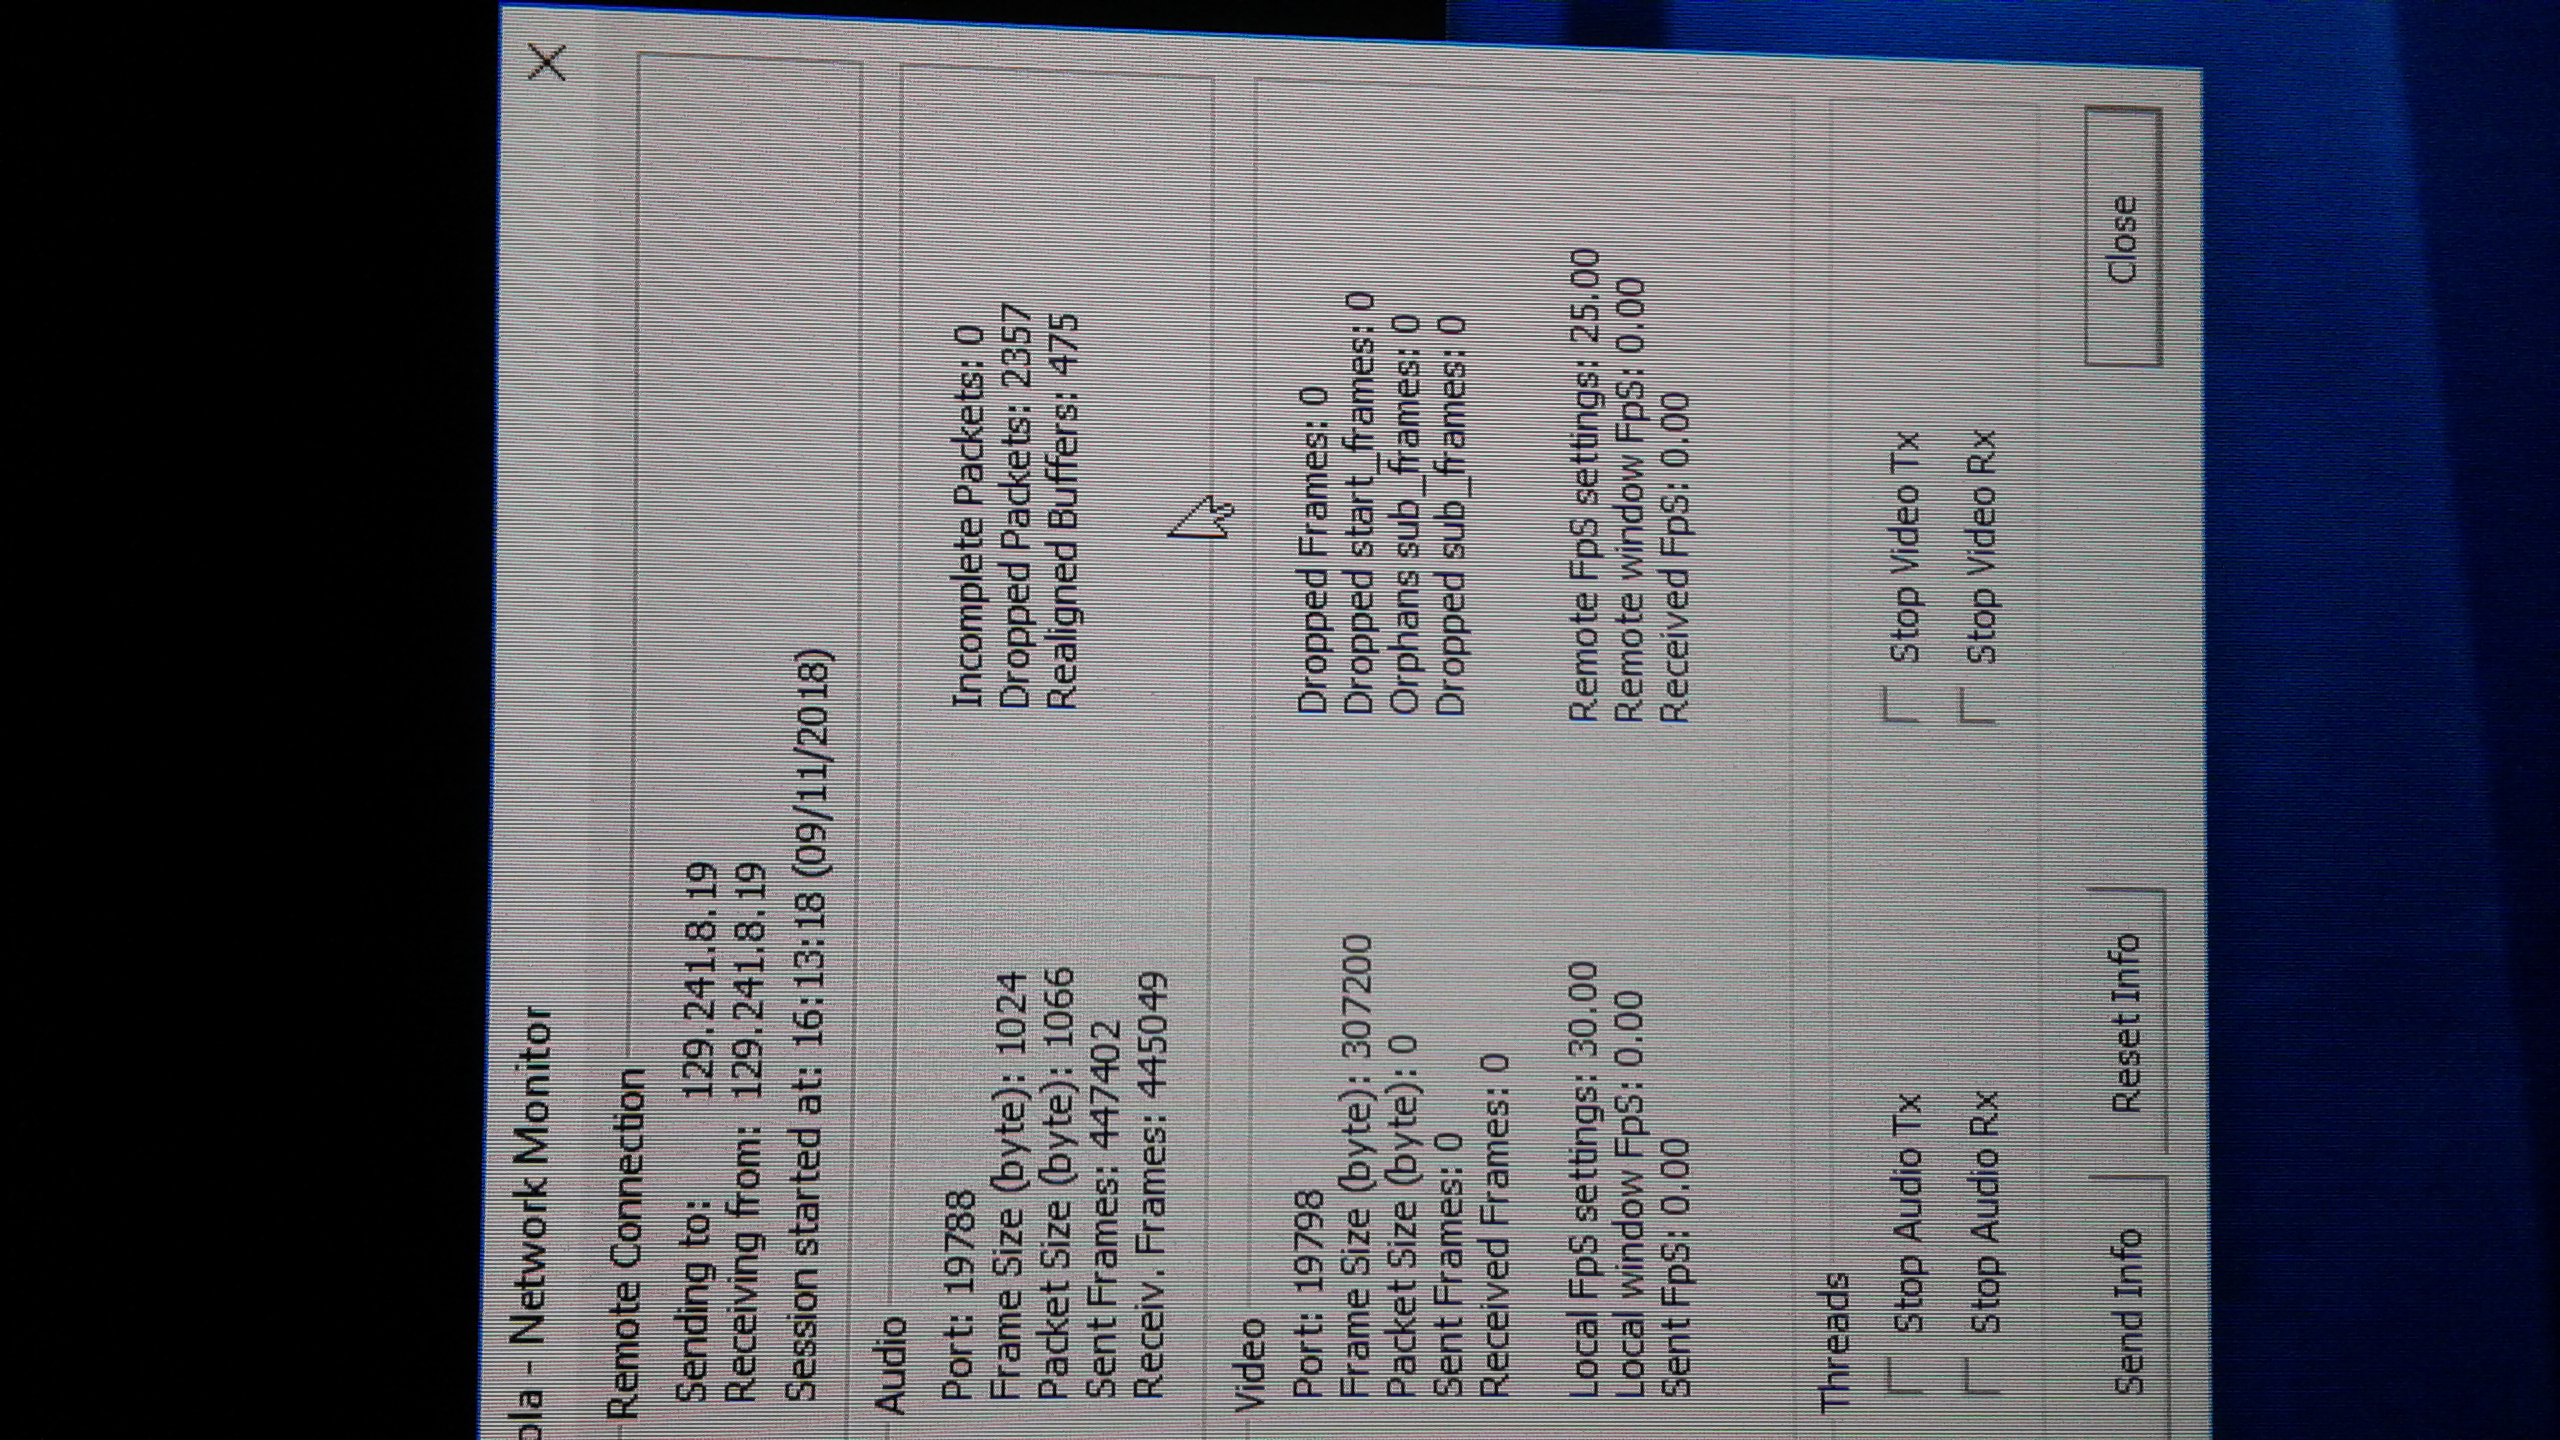 ola - Network Monitor
Remote Connection
Sending to: 129.241.8.19
Receiving from: 129.241.8.19
Session started at: 16:13:18 (09/11/2018)
Audio
Port: 19788
Frame Size (byte): 1024
Packet Size (byte): 1066
Sent Frames: 447402
Receiv. Frames: 445049
Incomplete Packets: 0
Dropped Packets: 2357
Realigned Buffers: 475
Video
Port: 19798
Frame Size (byte): 307200
Packet Size (byte): 0
Sent Frames: 0
Received Frames: 0
Dropped Frames: 0
Dropped start_frames: 0
Orphans sub_frames: 0
Dropped sub_frames: 0
Local FpS settings: 30.00
Local window FpS: 0.00
Sent FpS: 0.00
Remote FpS settings: 25.00
Remote window FpS: 0.00
Received FpS: 0.00
Threads
Stop Audio Tx
Stop Video Tx
Stop Audio Rx
Stop Video Rx
Send Info
Reset Info
Close